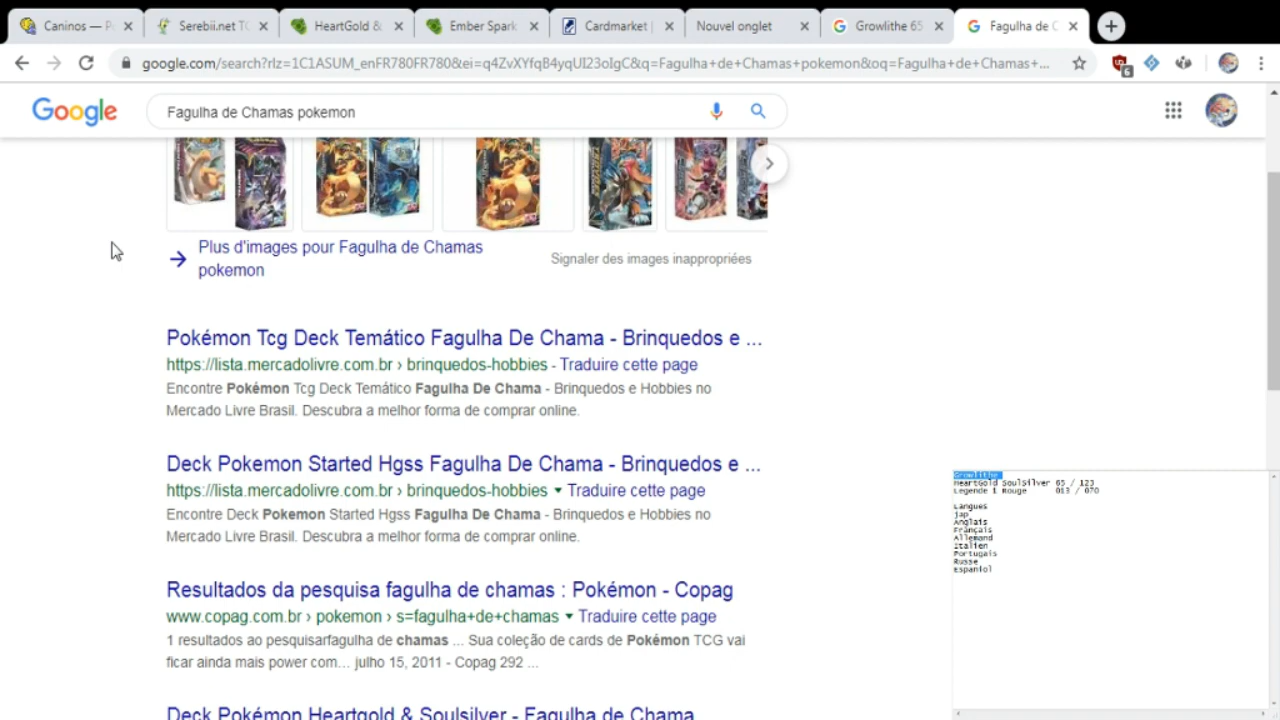 Caninos — P
Serebii.net TC
HeartGold &
Ember Spark
Cardmarket |
Nouvel onglet
Growlithe 65
Fagulha de C
google.com/search?rlz=1C1ASUM_enFR780FR780&ei=q4ZvXYfqB4yqUI23olgC&q=Fagulha+de+Chamas+pokemon&oq=Fagulha+de+Chamas+...
6
Google
Fagulha de Chamas pokemon
Plus d'images pour Fagulha de Chamas
pokemon
Signaler des images inappropriées
Pokémon Tcg Deck Temático Fagulha De Chama - Brinquedos e ...
https://lista.mercadolivre.com.br › brinquedos-hobbies - Traduire cette page
Encontre Pokémon Tcg Deck Temático Fagulha De Chama - Brinquedos e Hobbies no
Mercado Livre Brasil. Descubra a melhor forma de comprar online.
Deck Pokemon Started Hgss Fagulha De Chama - Brinquedos e ...
https://lista.mercadolivre.com.br › brinquedos-hobbies ▾ Traduire cette page
Encontre Deck Pokemon Started Hgss Fagulha De Chama - Brinquedos e Hobbies no
Mercado Livre Brasil. Descubra a melhor forma de comprar online.
Resultados da pesquisa fagulha de chamas : Pokémon - Copag
www.copag.com.br › pokemon › s=fagulha+de+chamas ▾ Traduire cette page
1 resultados ao pesquisarfagulha de chamas ... Sua coleção de cards de Pokémon TCG vai
ficar ainda mais power com... julho 15, 2011 - Copag 292 ...
Deck Pokémon Heartgold & Soulsilver - Fagulha de Chama
Growlithe
HeartGold SoulSilver 65 / 123
Legende 1 Rouge 013 / 070
Langues
jap
Anglais
Français
Allemand
Italien
Portugais
Russe
Espaniol